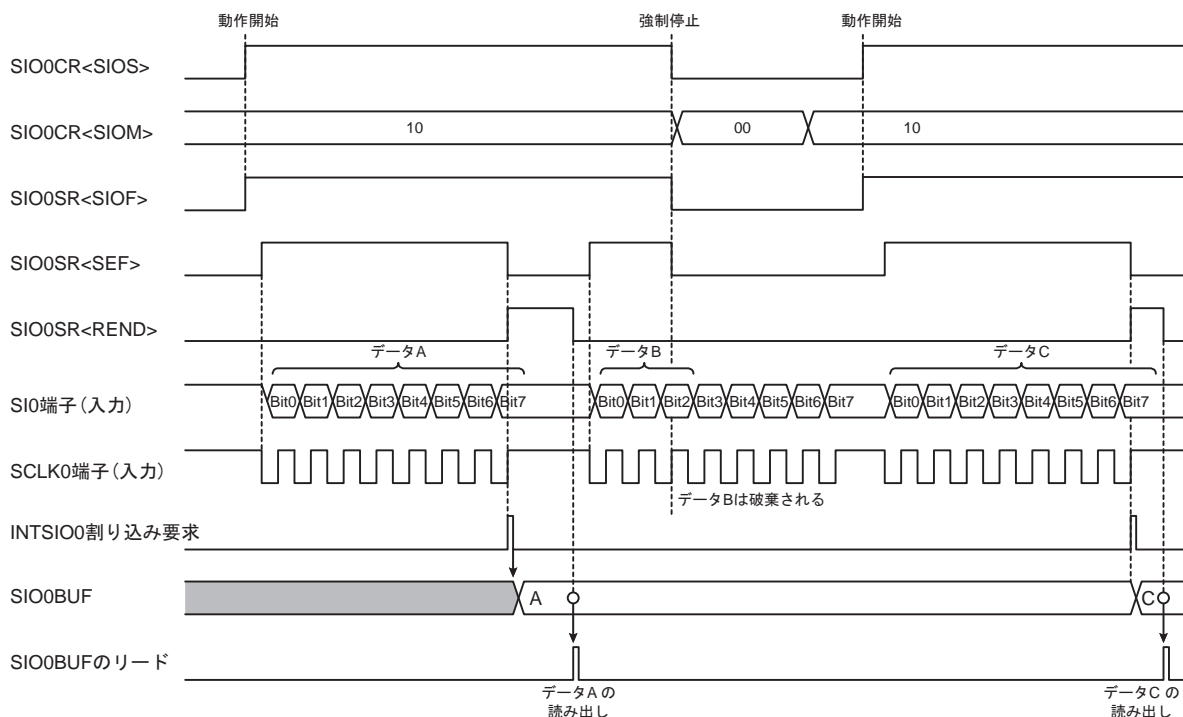 動作開始 強制停止 動作開始
SIO0CR<SIOS>
SIO0CR<SIOM> 10 00 10
SIO0SR<SIOF>
SIO0SR<SEF>
SIO0SR<REND>
データA データB データC
SI0端子(入力) Bit0 Bit1 Bit2 Bit3 Bit4 Bit5 Bit6 Bit7 Bit0 Bit1 Bit2 Bit3 Bit4 Bit5 Bit6 Bit7 Bit0 Bit1 Bit2 Bit3 Bit4 Bit5 Bit6 Bit7
SCLK0端子(入力)
データBは破棄される
INTSIO0割り込み要求
SIO0BUF A C
SIO0BUFのリード
データA の データC の
読み出し 読み出し